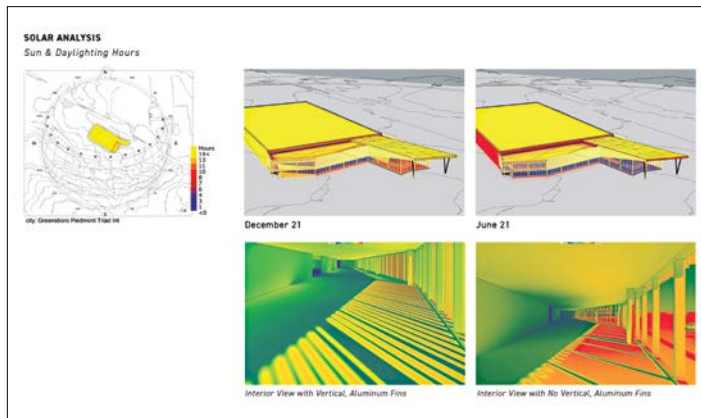 SOLAR ANALYSIS
Sun & Daylighting Hours
N
W
E
S
Hours
14<
13
11
10
8
7
6
4
3
1
<0
city: Greensboro Piedmont Triad Int
December 21
June 21
Interior View with Vertical, Aluminum Fins
Interior View with No Vertical, Aluminum Fins